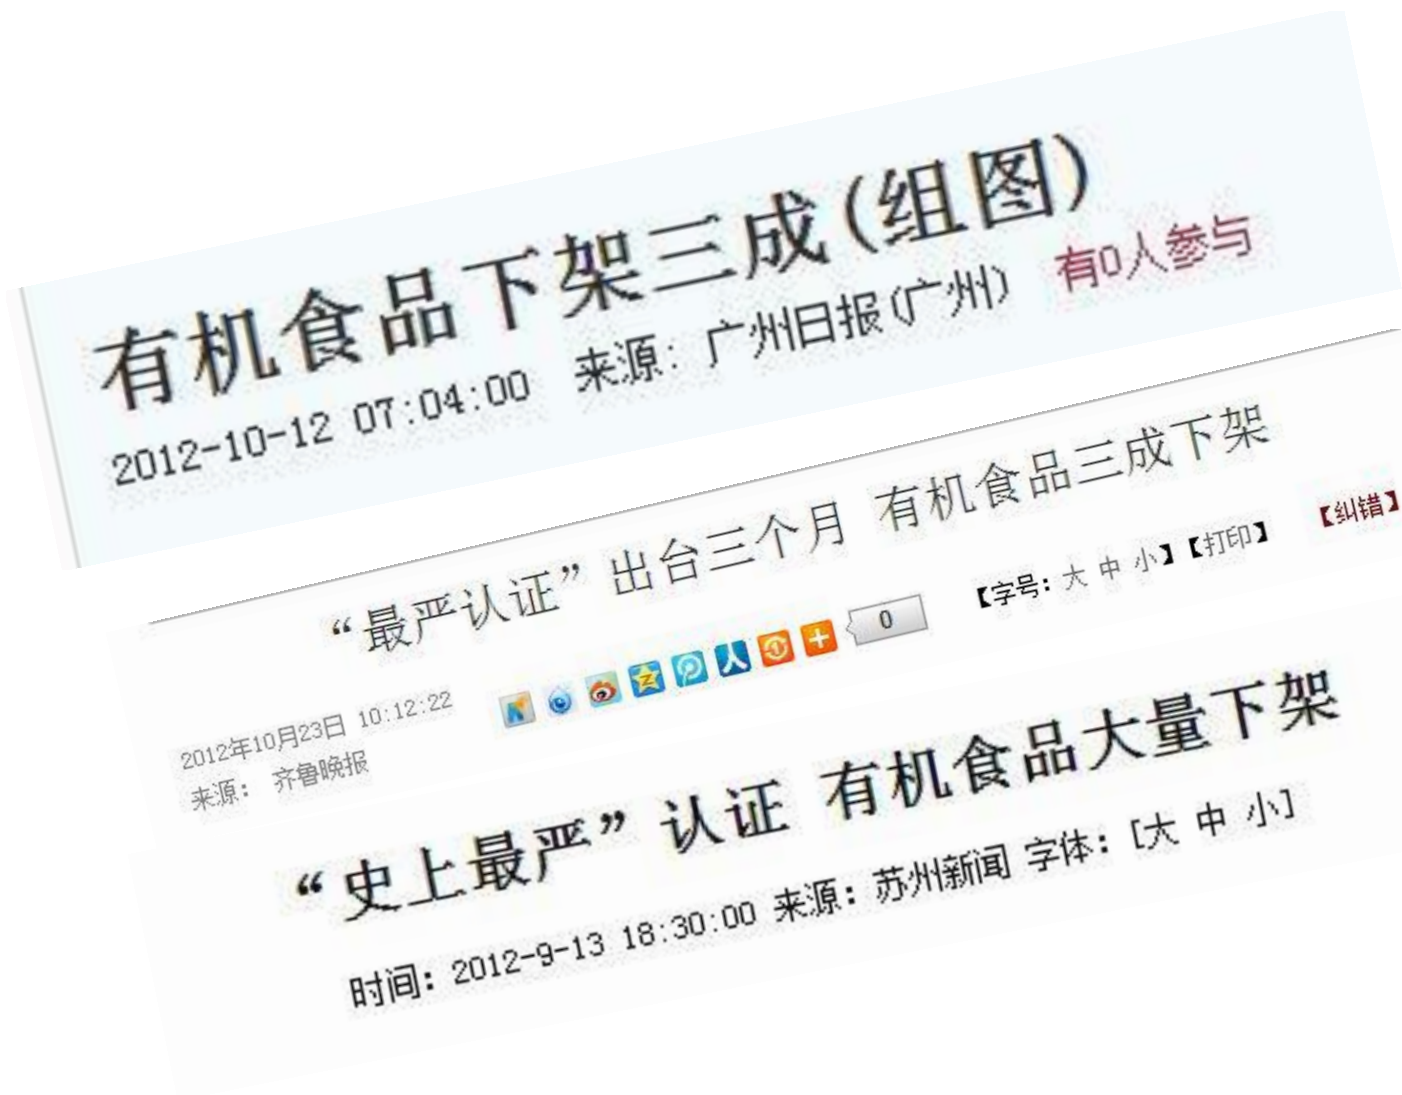 有机食品下架三成(组图)
2012-10-12 07:04:00 来源: 广州日报(广州) 有0人参与
“最严认证”出台三个月 有机食品三成下架
2012年10月23日 10:12:22 0 【字号: 大 中 小】【打印】 【纠错】
来源: 齐鲁晚报
“史上最严” 认证 有机食品大量下架
时间: 2012-9-13 18:30:00 来源: 苏州新闻 字体: [大 中 小]